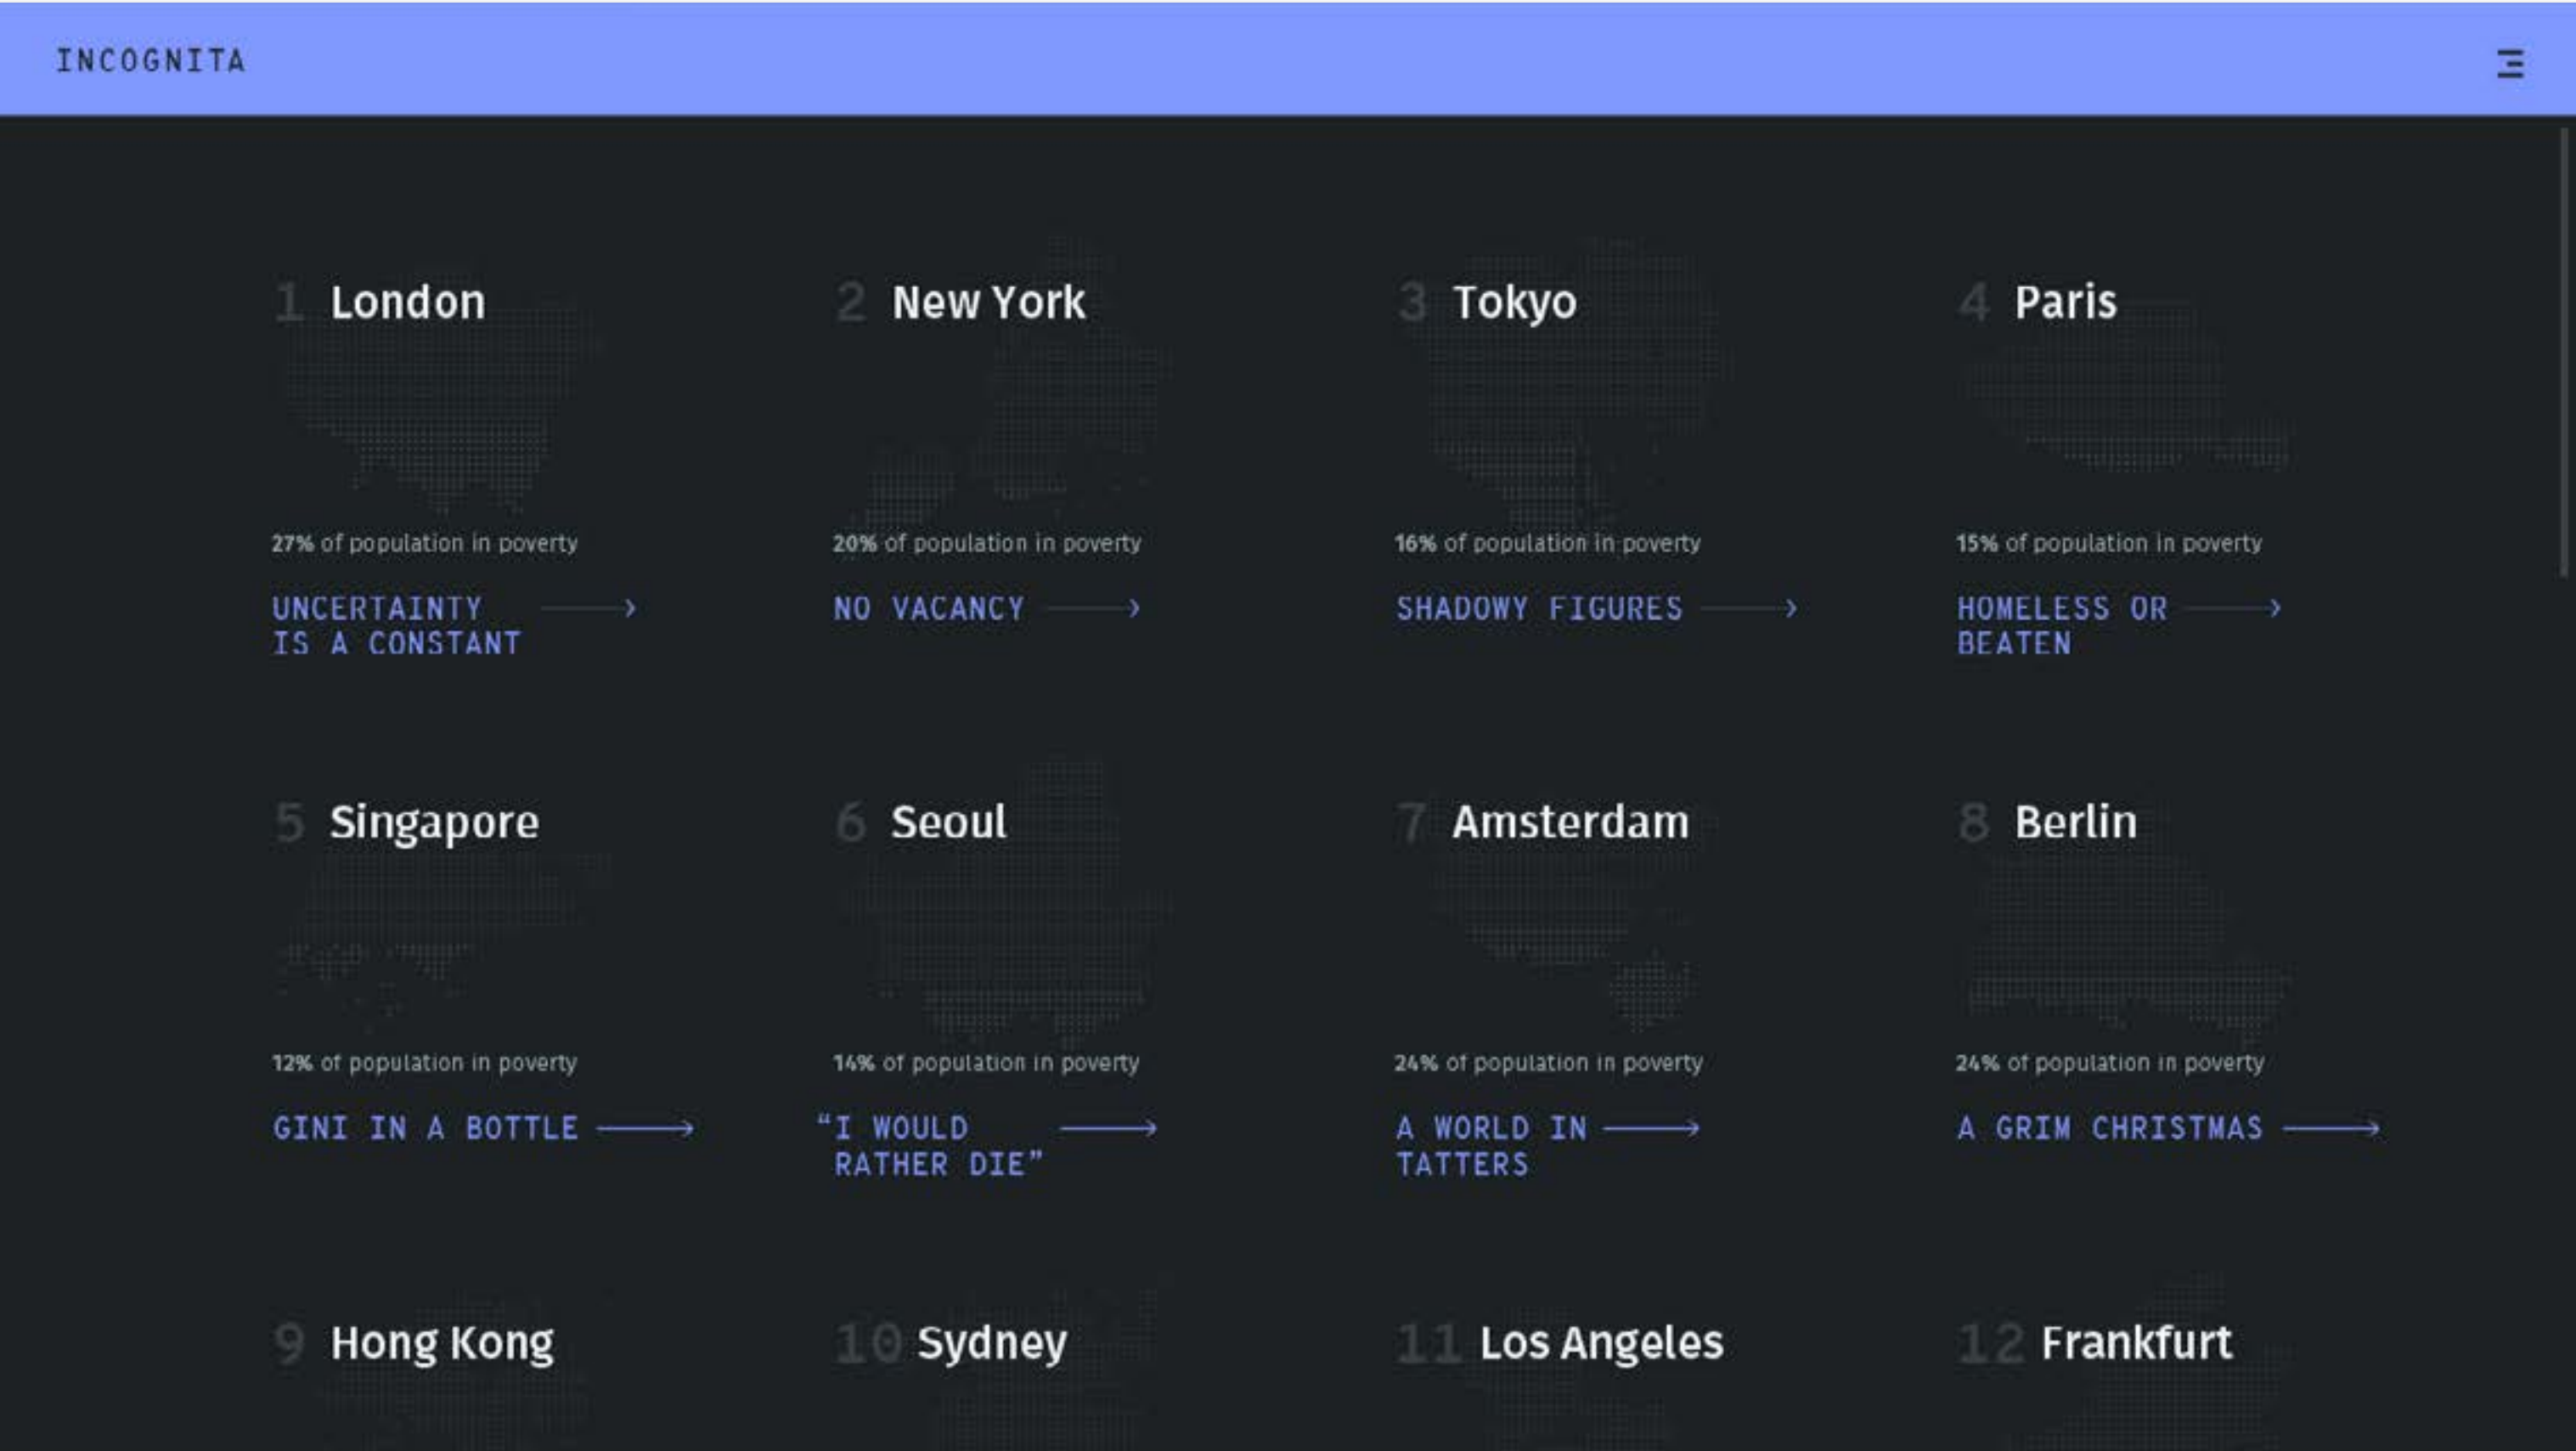 INCOGNITA
1 London
27% of population in poverty
UNCERTAINTY
IS A CONSTANT
2 New York
20% of population in poverty
NO VACANCY
3 Tokyo
16% of population in poverty
SHADOWY FIGURES
4 Paris
15% of population in poverty
HOMELESS OR
BEATEN
5 Singapore
12% of population in poverty
GINI IN A BOTTLE
6 Seoul
14% of population in poverty
“I WOULD
RATHER DIE”
7 Amsterdam
24% of population in poverty
A WORLD IN
TATTERS
8 Berlin
24% of population in poverty
A GRIM CHRISTMAS
9 Hong Kong
10 Sydney
11 Los Angeles
12 Frankfurt